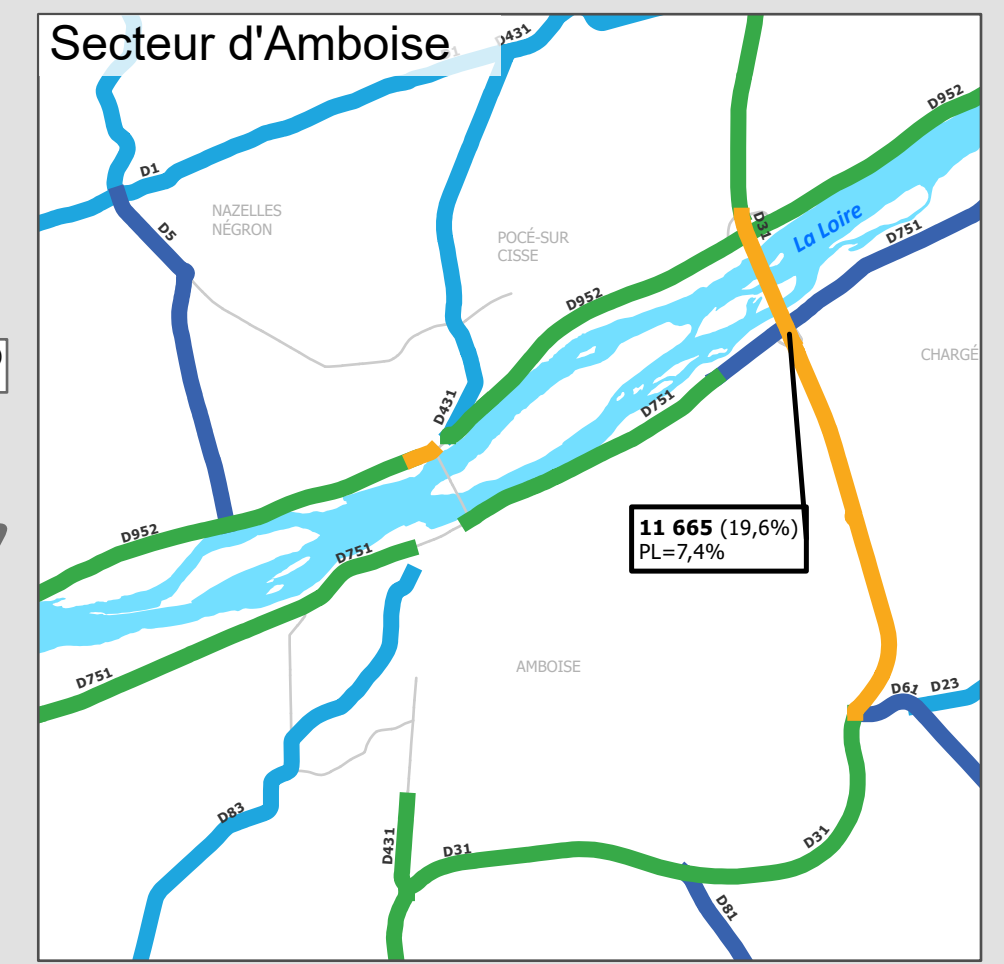 Secteur d'Amboise
D431
D952
D1
NAZELLES
NÉGRON
D5
POCÉ-SUR
CISSE
D31
La Loire
D751
D952
CHARGÉ
D431
D751
11 665 (19,6%)
PL=7,4%
D952
D751
AMBOISE
D751
D61
D23
D83
D431
D31
D31
D81